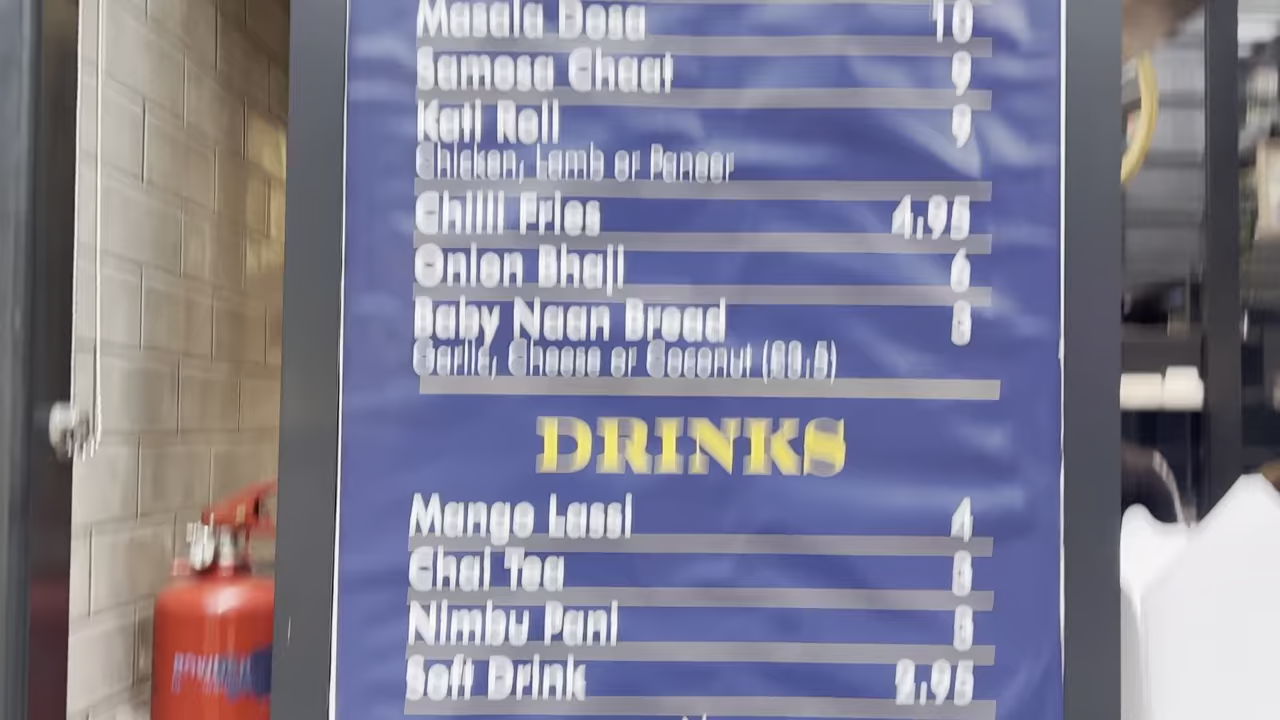 Masala Dosa 10
Samosa Chaat 9
Kati Roll 9
Chicken, Lamb or Paneer
Chilli Fries 4.95
Onion Bhaji 6
Baby Naan Bread
Garlic, Cheese or Coconut
DRINKS
Mango Lassi 4
Chai Tea
Nimbu Pani
Soft Drink 2.95